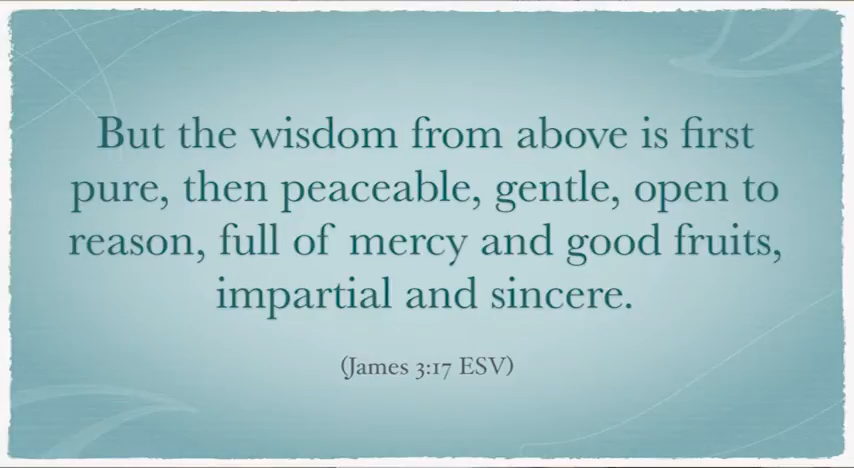 But the wisdom from above is first
pure, then peaceable, gentle, open to
reason, full of mercy and good fruits,
impartial and sincere.
(James 3:17 ESV)